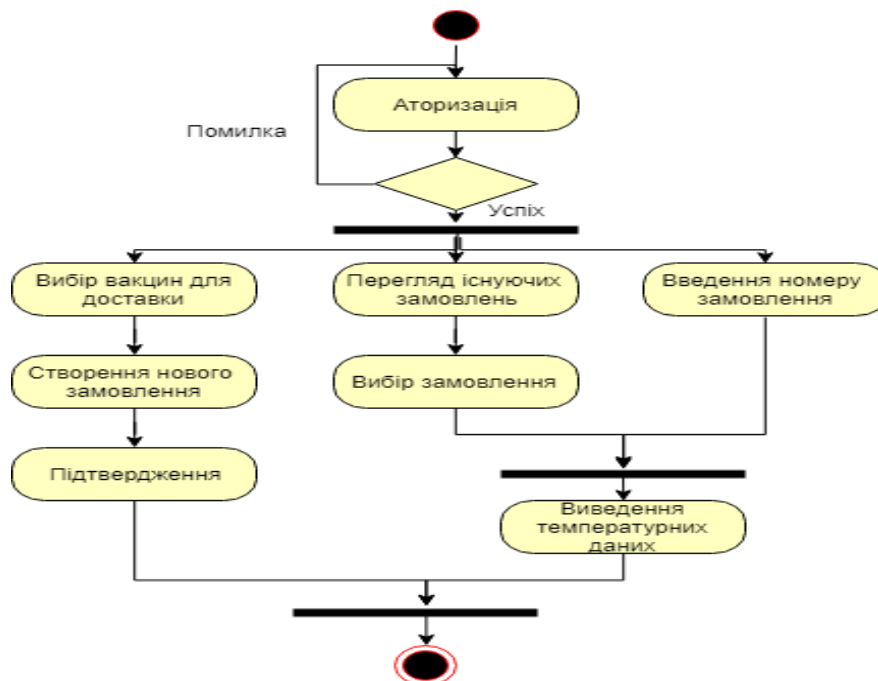 Аторизація
Помилка
Успіх
Вибір вакцин для
доставки
Перегляд існуючих
замовлень
Введення номеру
замовлення
Створення нового
замовлення
Вибір замовлення
Підтвердження
Виведення
температурних
даних